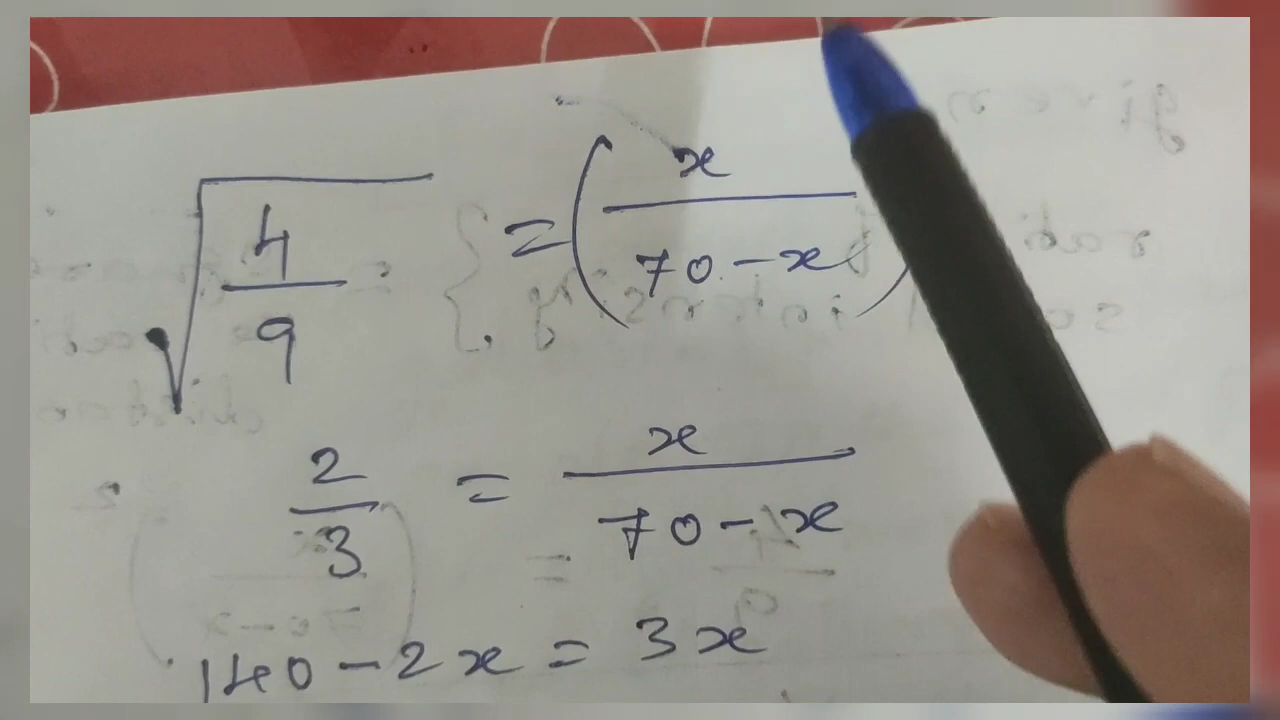 √(4/9) = (x/(70-x))
2/3 = x/(70-x)
140-2x = 3x